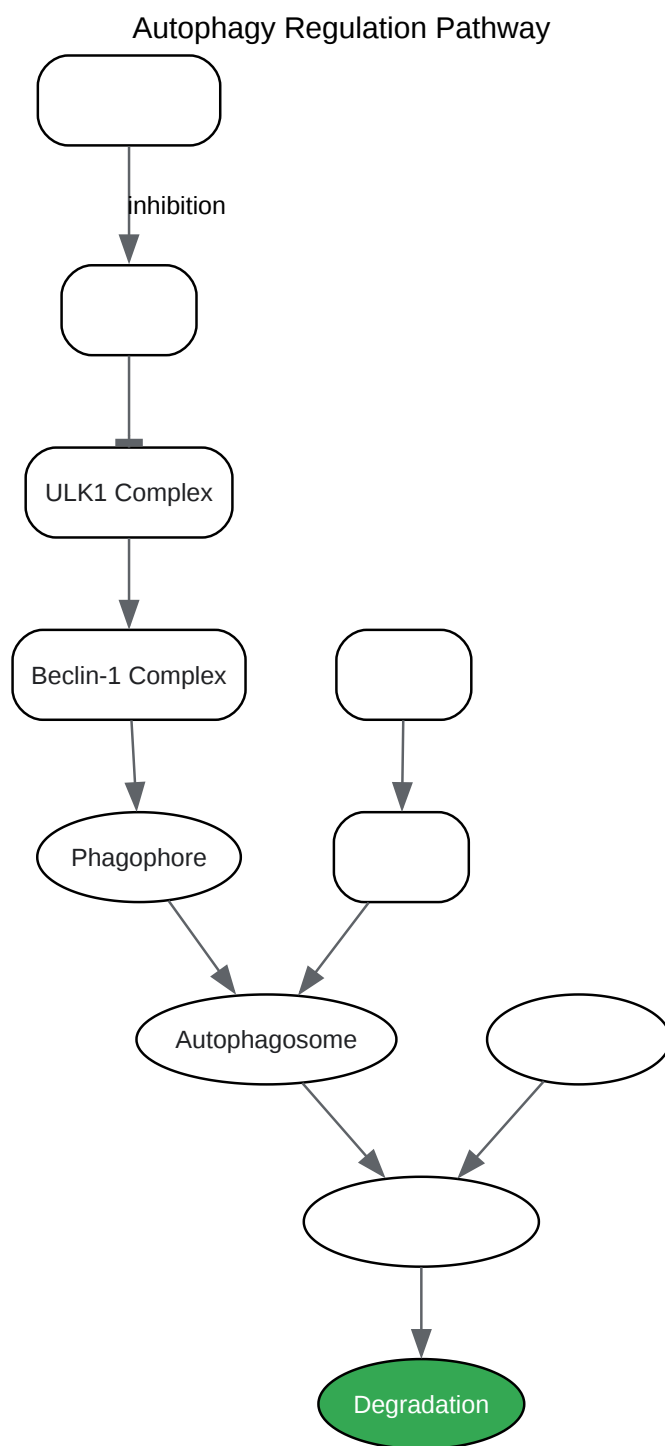 Autophagy Regulation Pathway
inhibition
ULK1 Complex
Beclin-1 Complex
Phagophore
Autophagosome
Degradation